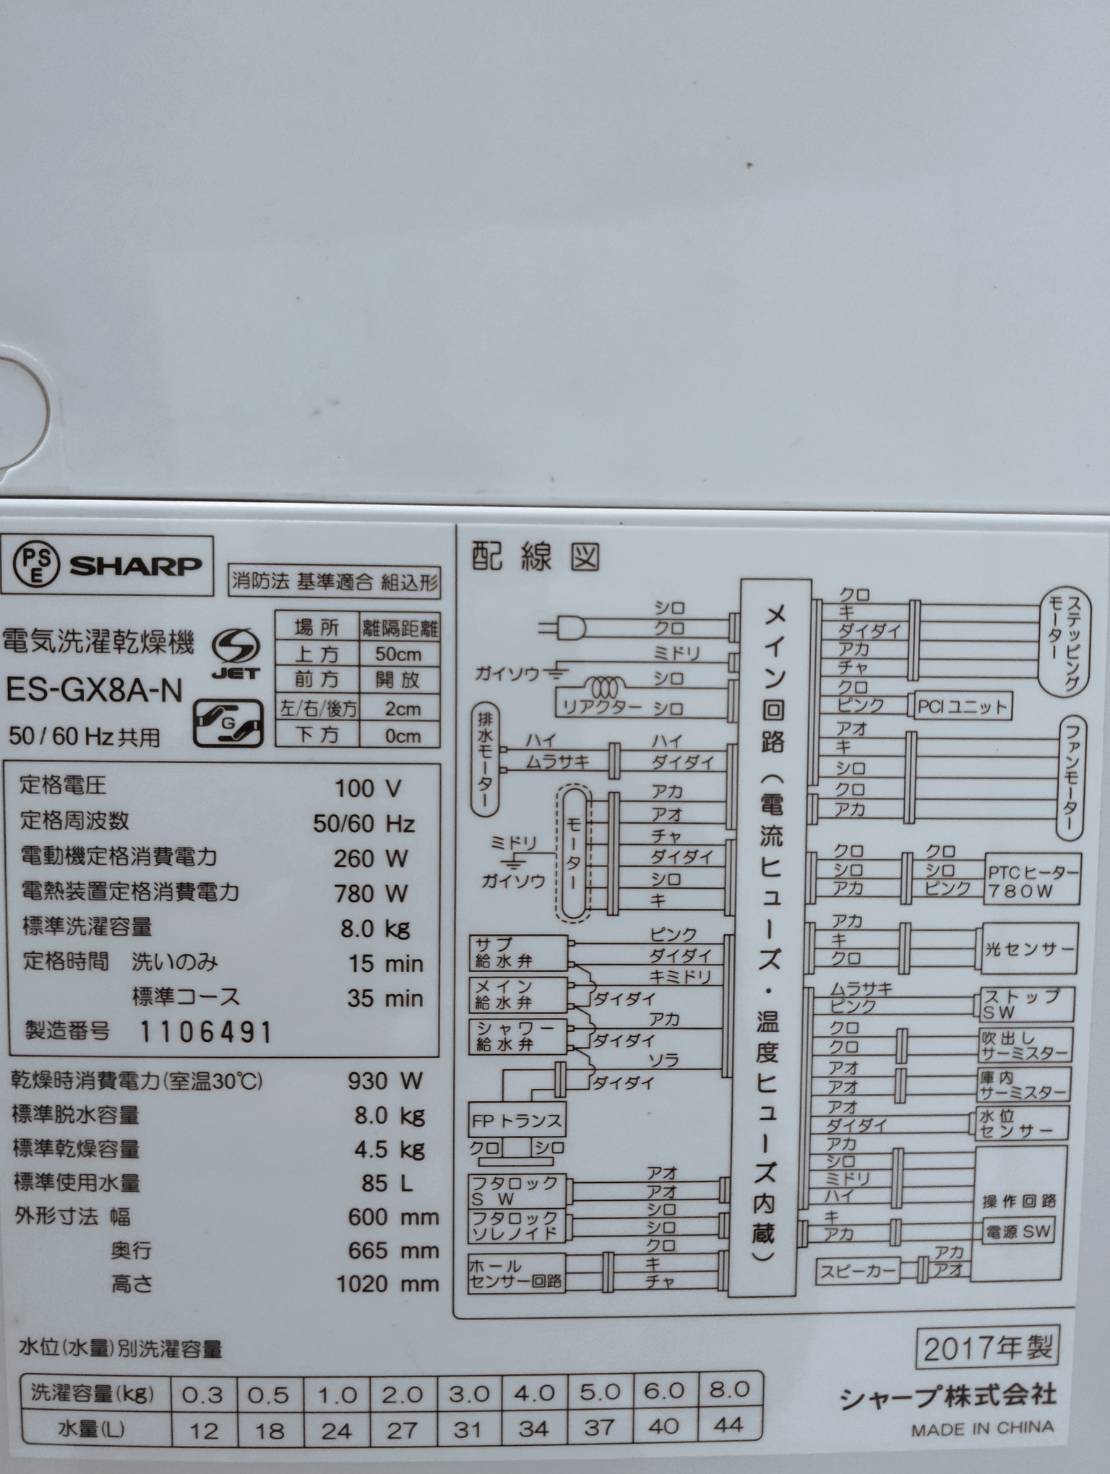 PSE SHARP
消防法 基準適合 組込形
電気洗濯乾燥機
JET
ES-GX8A-N
G
50/60 Hz共用
場所 離隔距離
上方 50cm
前方 開放
左/右/後方 2cm
下方 0cm
定格電圧 100 V
定格周波数 50/60 Hz
電動機定格消費電力 260 W
電熱装置定格消費電力 780 W
標準洗濯容量 8.0 kg
定格時間 洗いのみ 15 min
標準コース 35 min
製造番号 1106491
乾燥時消費電力(室温30℃) 930 W
標準脱水容量 8.0 kg
標準乾燥容量 4.5 kg
標準使用水量 85 L
外形寸法 幅 600 mm
奥行 665 mm
高さ 1020 mm
配線図
シロ
クロ
ミドリ
ガイソウ
シロ
リアクター シロ
排水モーター
ハイ ハイ
ムラサキ ダイダイ
モーター
ミドリ
ガイソウ
アカ
アオ
チャ
ダイダイ
シロ
キ
サブ
給水弁
ピンク
ダイダイ
キミドリ
メイン
給水弁
ダイダイ
シャワー
給水弁
アカ
ダイダイ
ソラ
ダイダイ
FPトランス
クロ シロ
フタロック
SW
アオ
アオ
フタロック
ソレノイド
シロ
シロ
ホール
センサー回路
クロ
キ
チャ
メイン回路(電流ヒューズ・温度ヒューズ内蔵)
クロ
キ
ダイダイ
アカ
チャ
ステッピング
モーター
クロ
ピンク
PCIユニット
アオ
キ
シロ
クロ
アカ
ファンモーター
クロ クロ
シロ シロ
アカ ピンク
PTCヒーター
780W
アカ
キ
クロ
光センサー
ムラサキ
ピンク
ストップ
SW
クロ
クロ
吹出し
サーミスター
アオ
アオ
庫内
サーミスター
アオ
ダイダイ
水位
センサー
アカ
シロ
ミドリ
ハイ
操作回路
キ
アカ
電源SW
スピーカー
アカ
アオ
水位(水量)別洗濯容量
洗濯容量(kg) 0.3 0.5 1.0 2.0 3.0 4.0 5.0 6.0 8.0
水量(L) 12 18 24 27 31 34 37 40 44
2017年製
シャープ株式会社
MADE IN CHINA